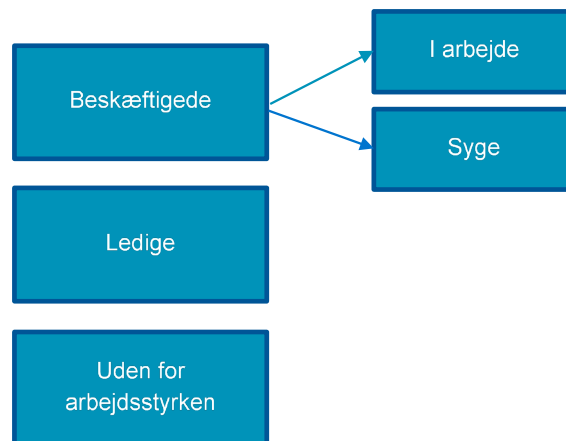 Beskæftigede
I arbejde
Syge
Ledige
Uden for
arbejdsstyrken